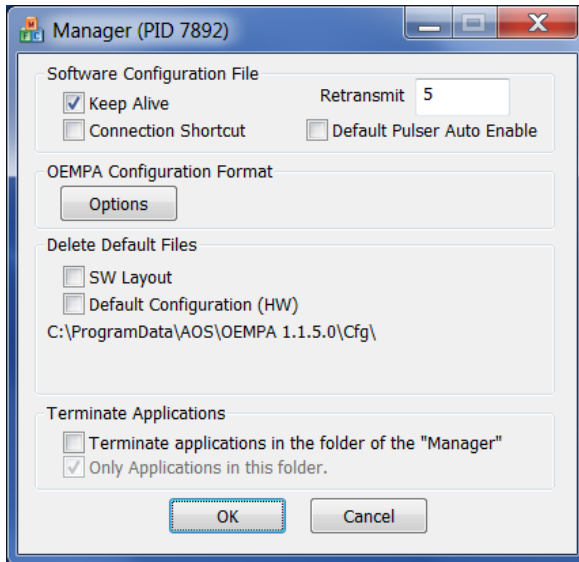 Manager (PID 7892)
Software Configuration File
Keep Alive
Retransmit 5
Connection Shortcut
Default Pulser Auto Enable
OEMPA Configuration Format
Options
Delete Default Files
SW Layout
Default Configuration (HW)
C:\ProgramData\AOS\OEMPA 1.1.5.0\Cfg\
Terminate Applications
Terminate applications in the folder of the "Manager"
Only Applications in this folder.
OK
Cancel